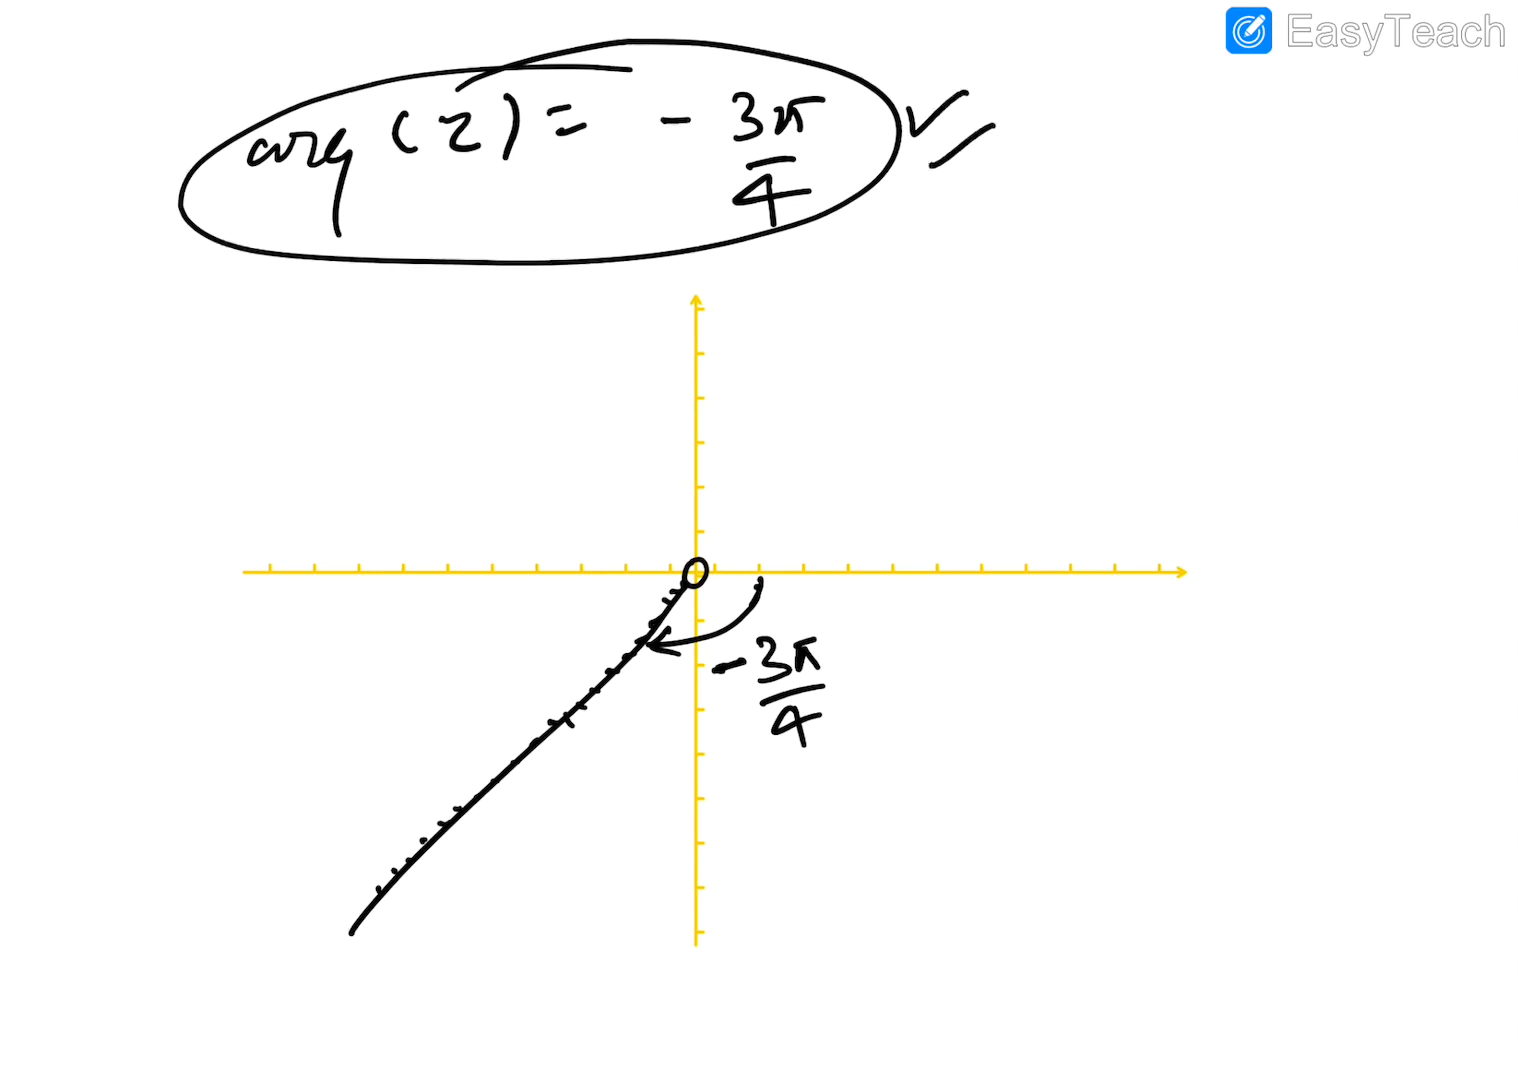 EasyTeach
arg (z) = - 3π/4
- 3π/4